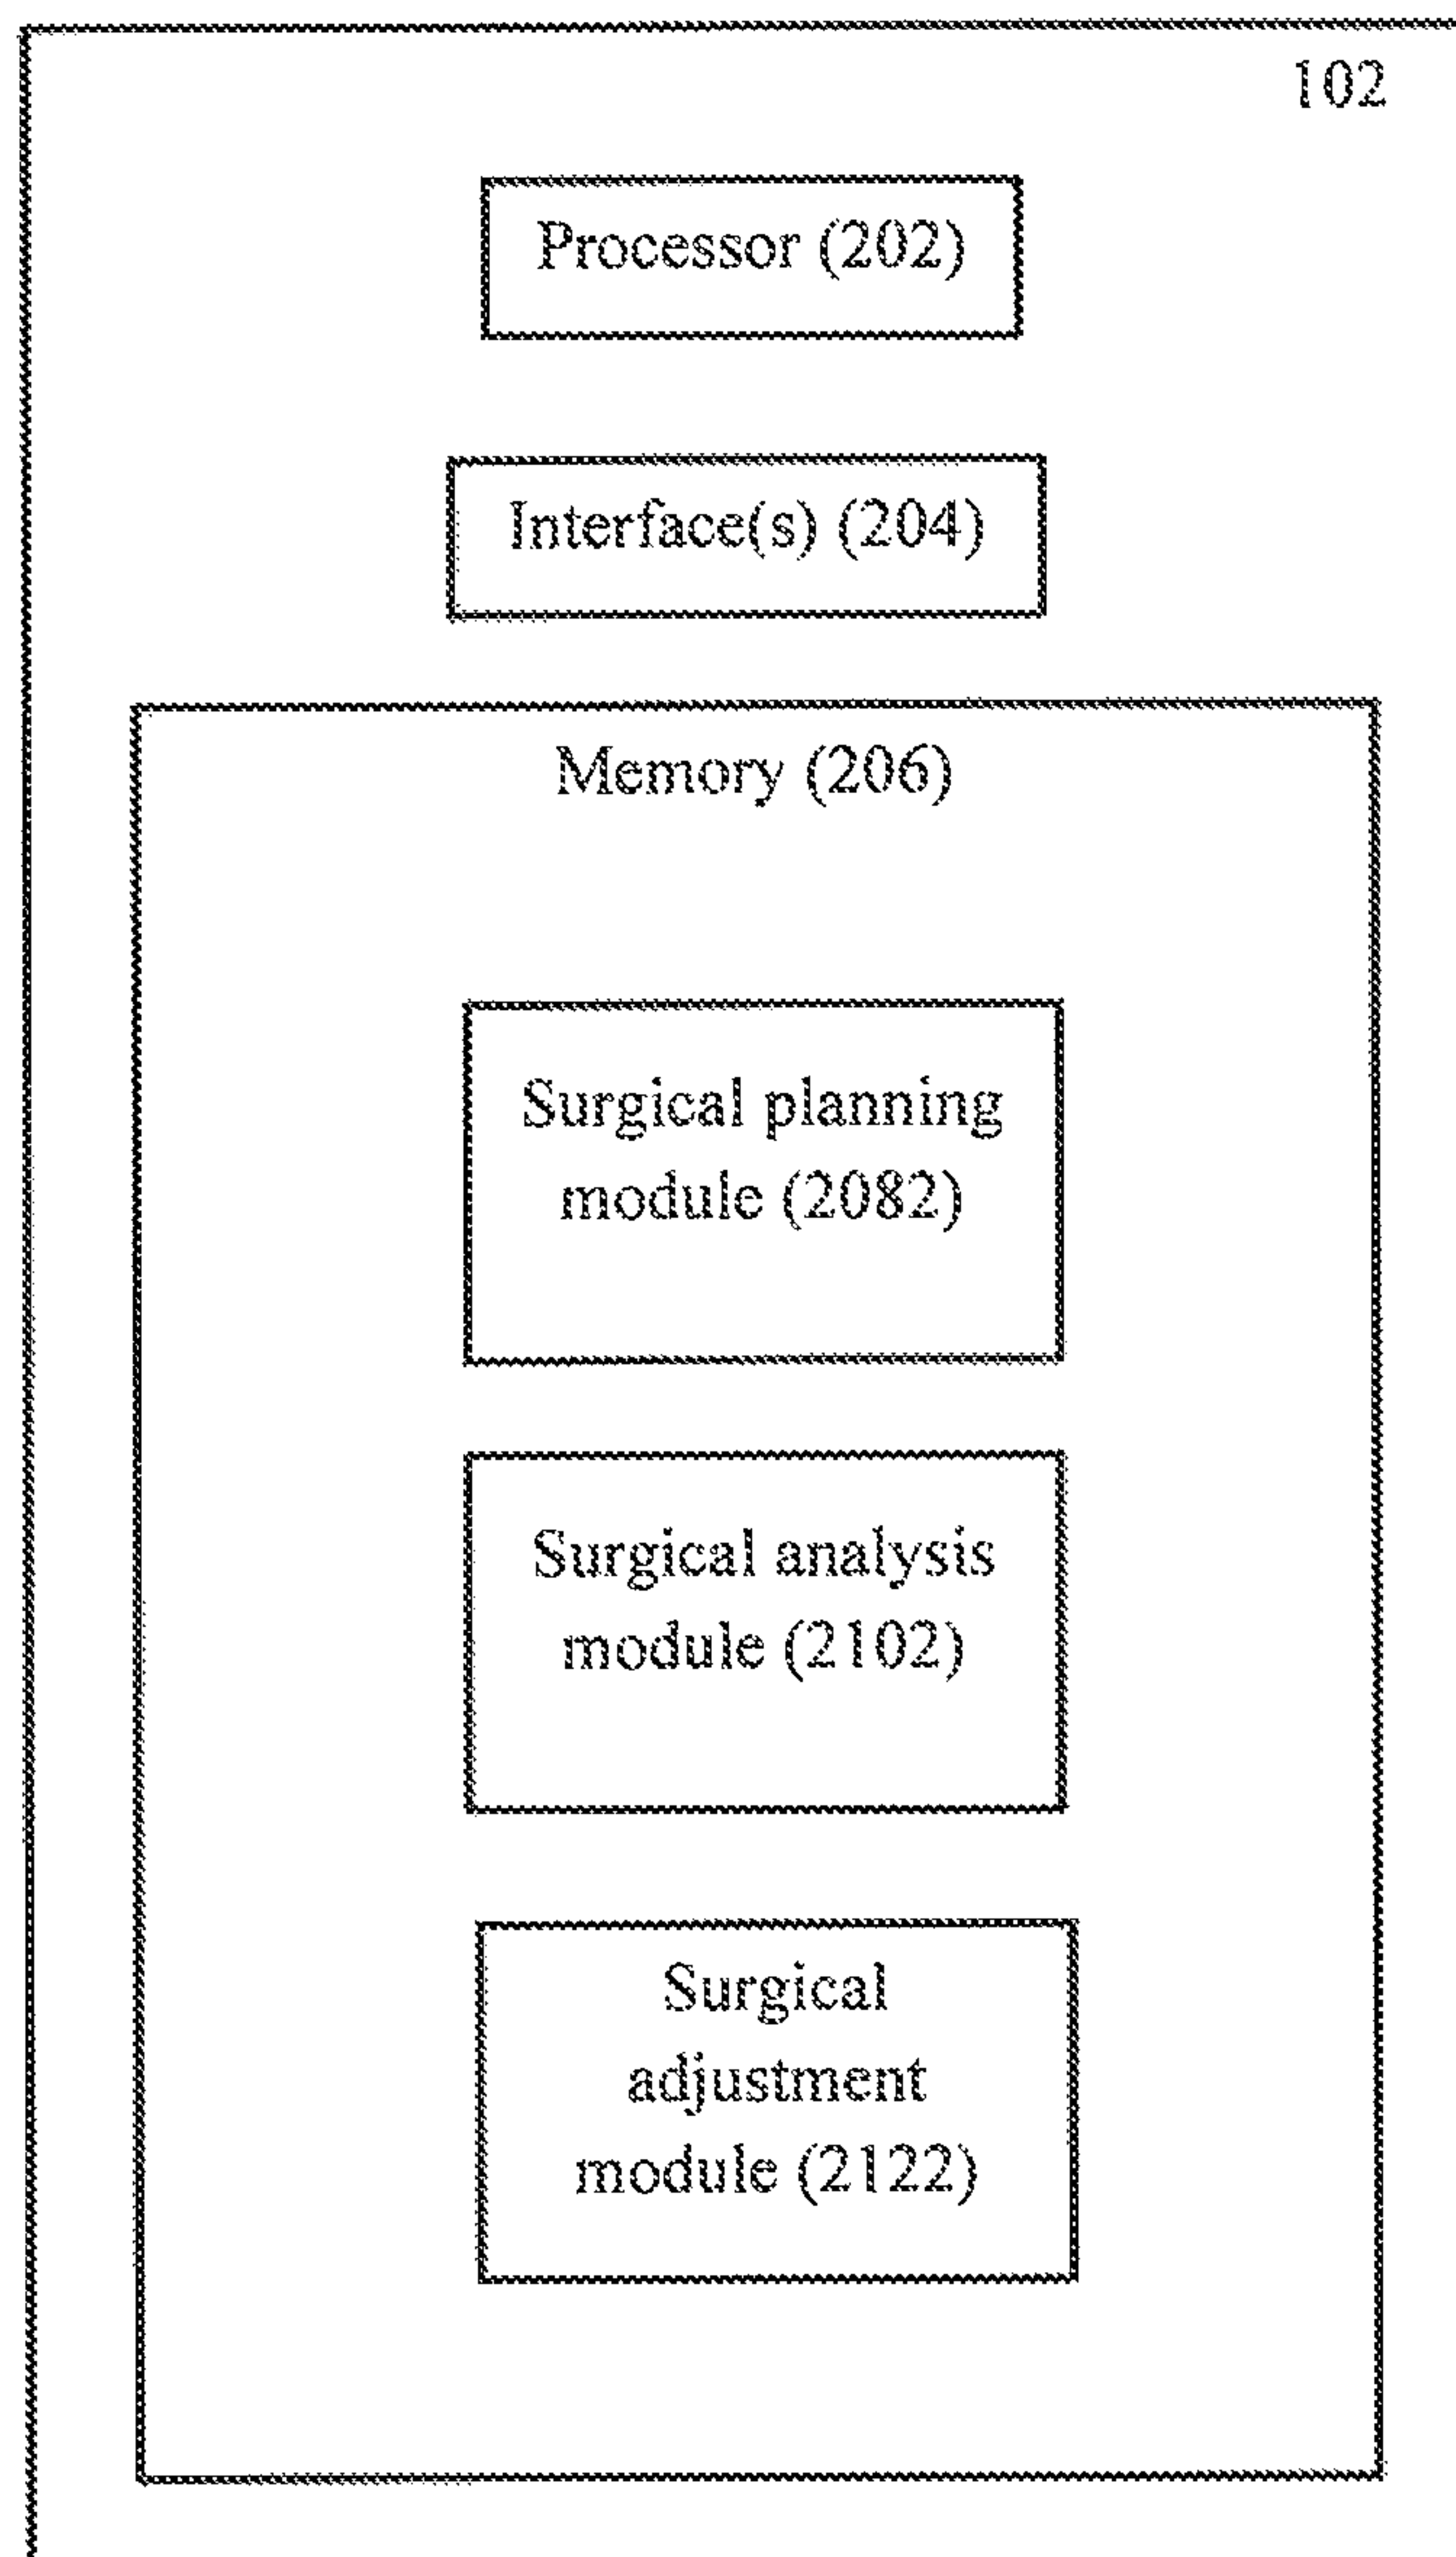 102
Processor (202)
Interface(s) (204)
Memory (206)
Surgical planning
module (2082)
Surgical analysis
module (2102)
Surgical
adjustment
module (2122)